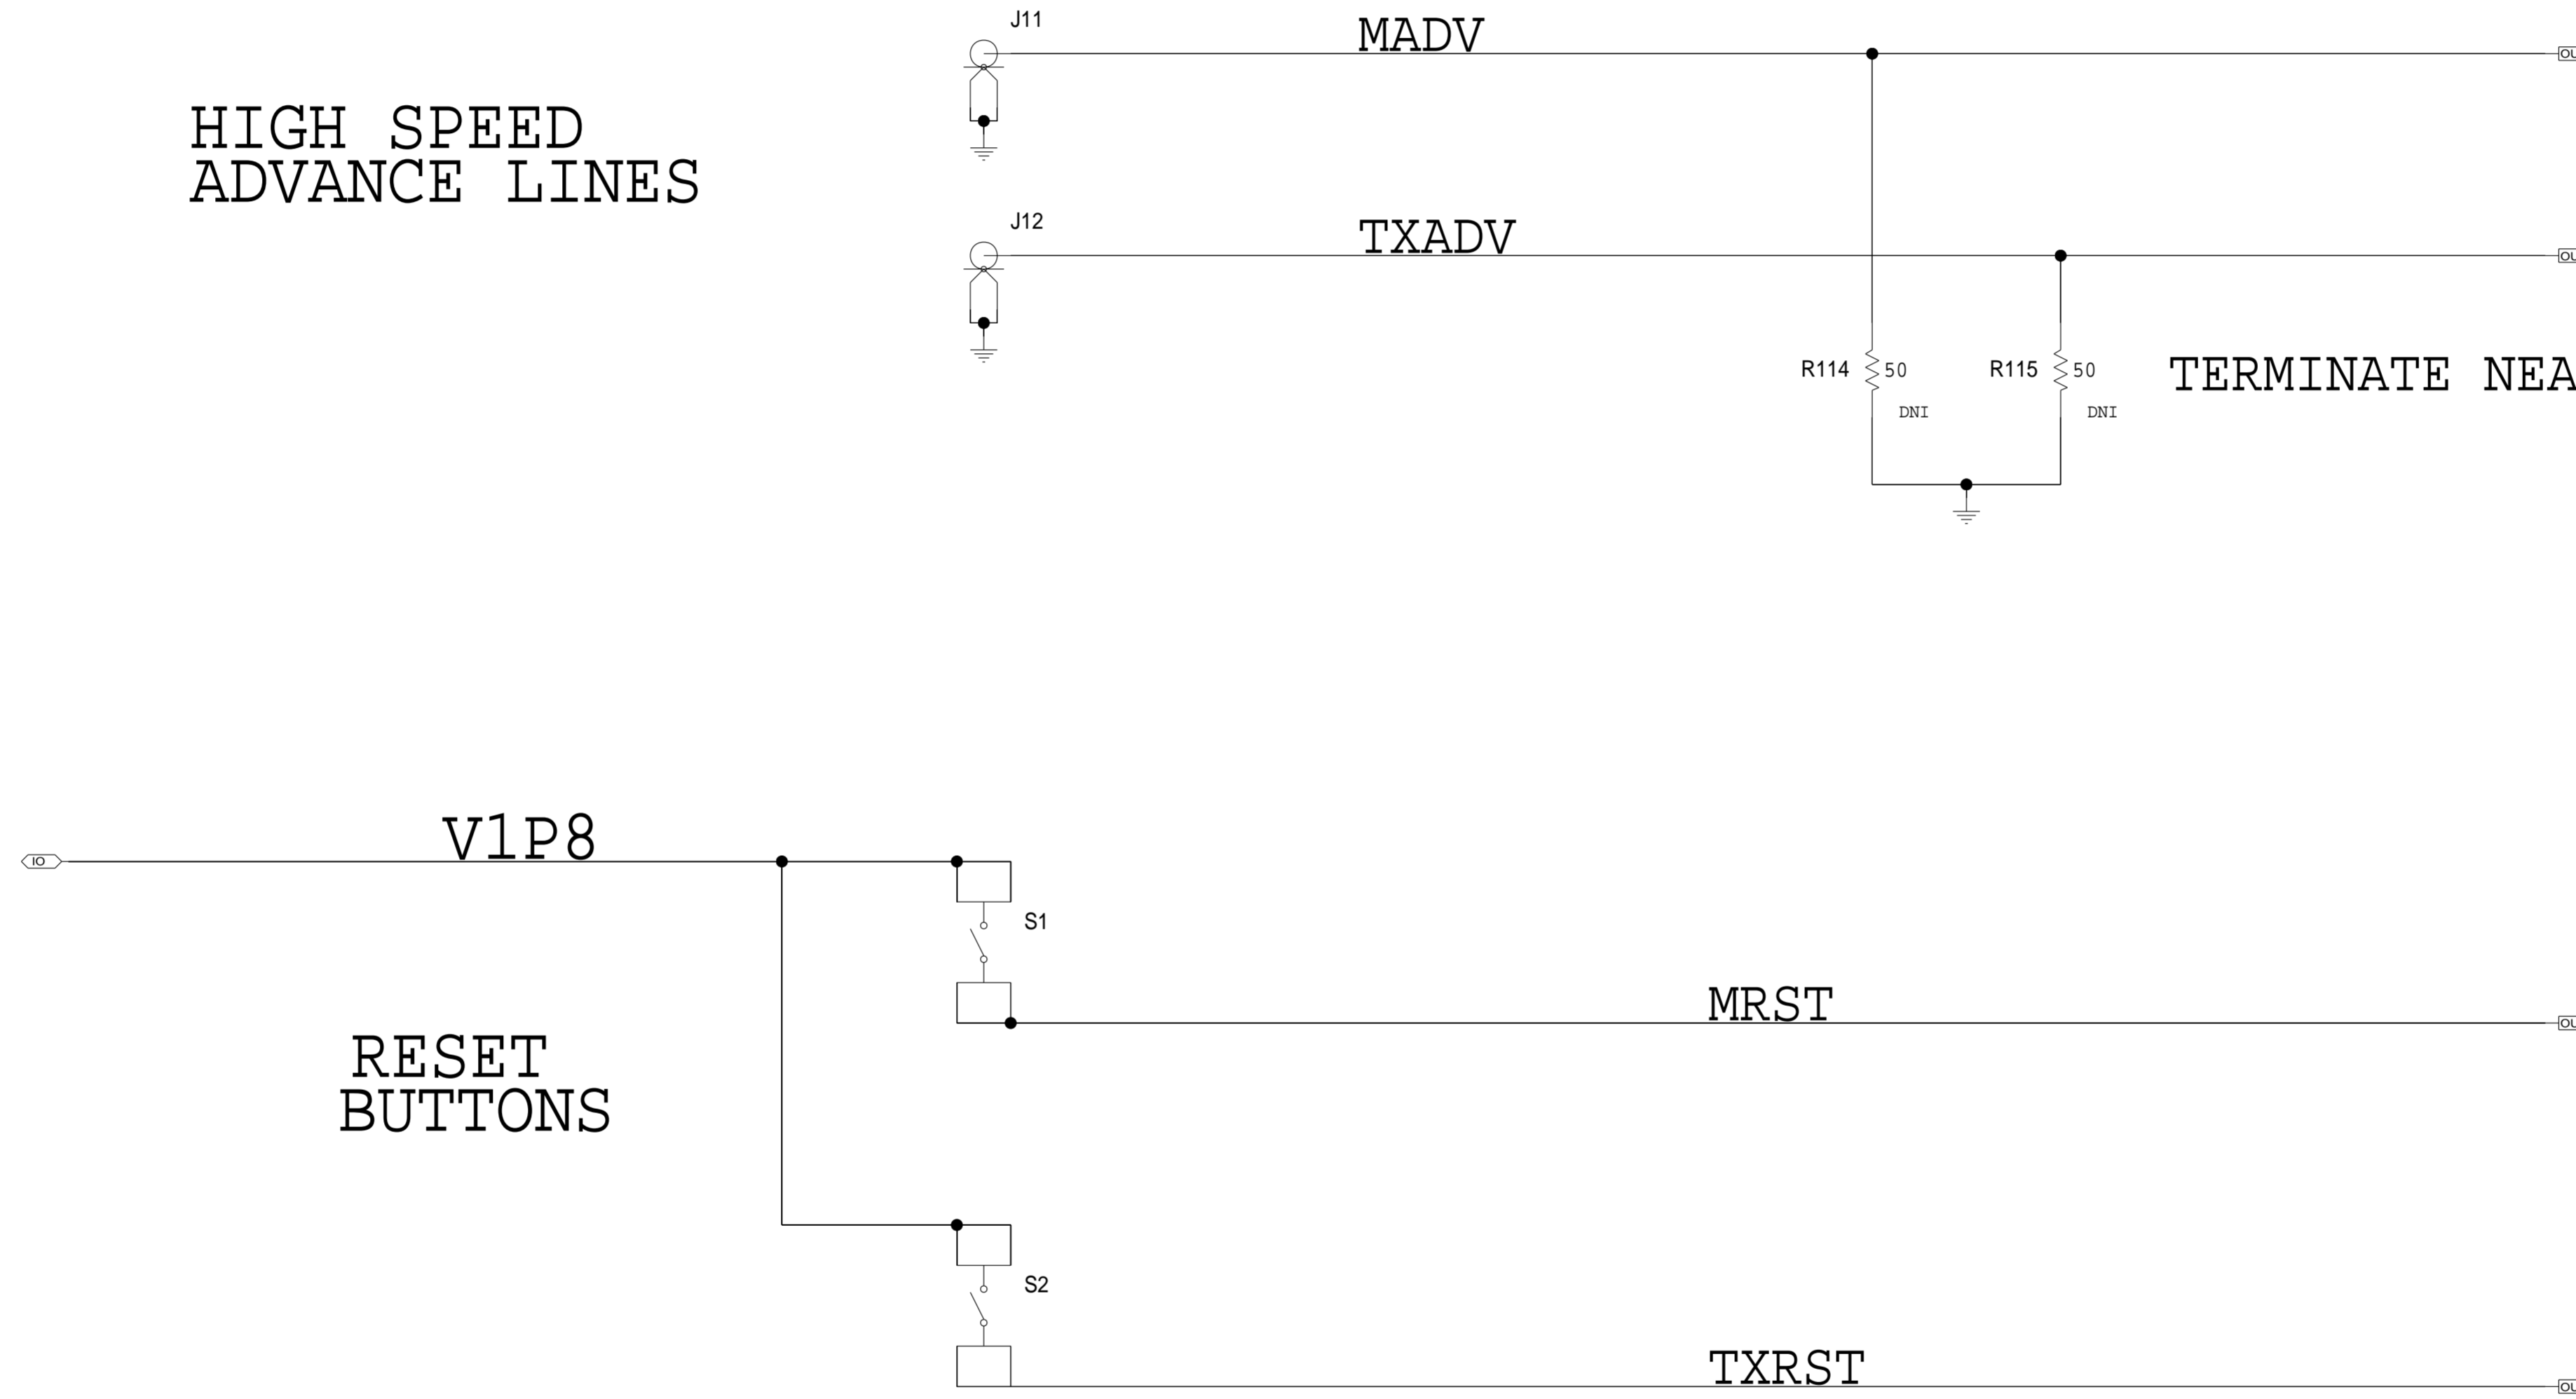 J11
MADV
HIGH SPEED
ADVANCE LINES
J12
TXADV
R114 50
DNI
R115 50
DNI
TERMINATE
V1P8
IO
S1
MRST
RESET
BUTTONS
S2
TXRST